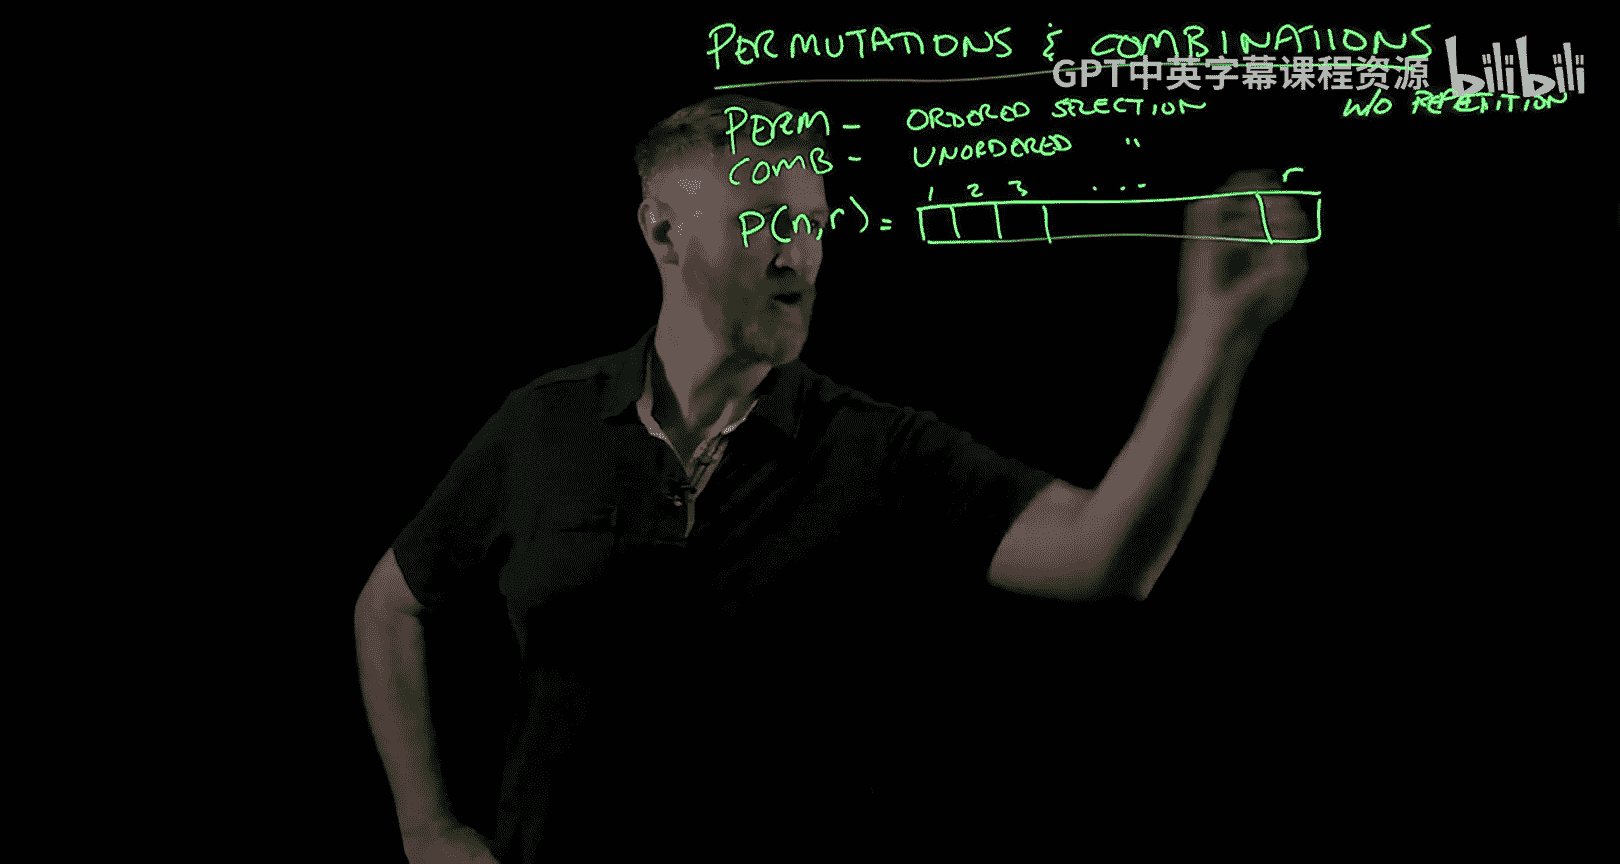 PERMUTATIONS & COMBINATIIONS
GPT中英字幕课程资源 bilibili
PERM - ORDERED SELECTION W/O REPETITION
COMB - UNORDERED "
1 2 3 ... r
P(n,r) =